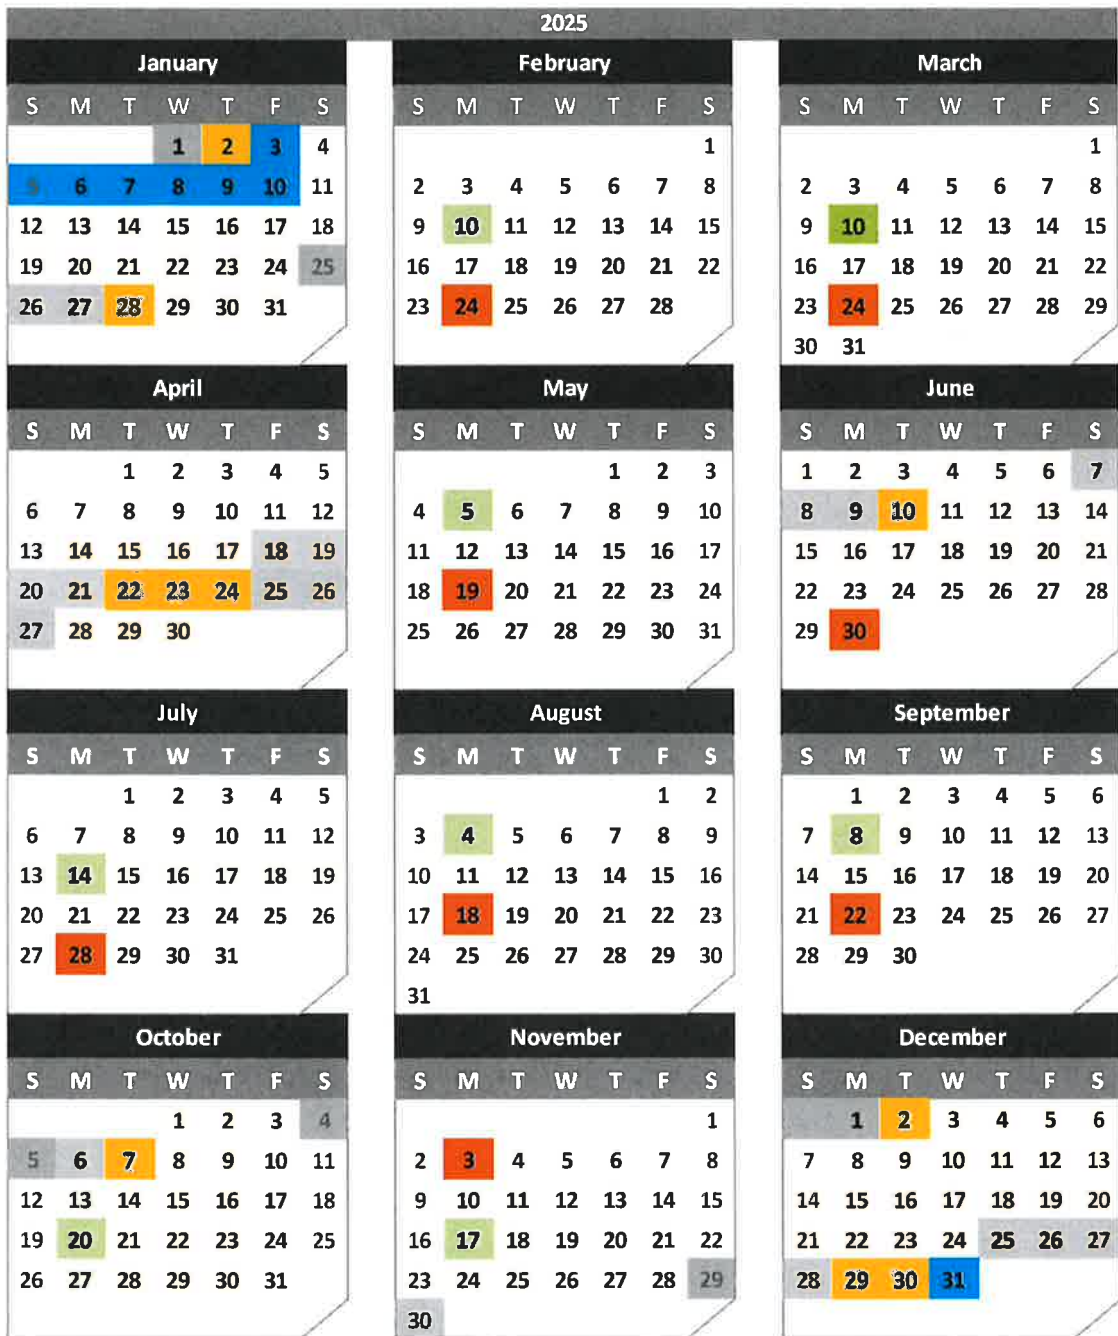 2025
January
S M T W T F S
1 2 3 4
5 6 7 8 9 10 11
12 13 14 15 16 17 18
19 20 21 22 23 24 25
26 27 28 29 30 31
February
S M T W T F S
1
2 3 4 5 6 7 8
9 10 11 12 13 14 15
16 17 18 19 20 21 22
23 24 25 26 27 28
March
S M T W T F S
1
2 3 4 5 6 7 8
9 10 11 12 13 14 15
16 17 18 19 20 21 22
23 24 25 26 27 28 29
30 31
April
S M T W T F S
1 2 3 4 5
6 7 8 9 10 11 12
13 14 15 16 17 18 19
20 21 22 23 24 25 26
27 28 29 30
May
S M T W T F S
1 2 3
4 5 6 7 8 9 10
11 12 13 14 15 16 17
18 19 20 21 22 23 24
25 26 27 28 29 30 31
June
S M T W T F S
1 2 3 4 5 6 7
8 9 10 11 12 13 14
15 16 17 18 19 20 21
22 23 24 25 26 27 28
29 30
July
S M T W T F S
1 2 3 4 5
6 7 8 9 10 11 12
13 14 15 16 17 18 19
20 21 22 23 24 25 26
27 28 29 30 31
August
S M T W T F S
1 2
3 4 5 6 7 8 9
10 11 12 13 14 15 16
17 18 19 20 21 22 23
24 25 26 27 28 29 30
31
September
S M T W T F S
1 2 3 4 5 6
7 8 9 10 11 12 13
14 15 16 17 18 19 20
21 22 23 24 25 26 27
28 29 30
October
S M T W T F S
1 2 3 4
5 6 7 8 9 10 11
12 13 14 15 16 17 18
19 20 21 22 23 24 25
26 27 28 29 30 31
November
S M T W T F S
1
2 3 4 5 6 7 8
9 10 11 12 13 14 15
16 17 18 19 20 21 22
23 24 25 26 27 28 29
30
December
S M T W T F S
1 2 3 4 5 6
7 8 9 10 11 12 13
14 15 16 17 18 19 20
21 22 23 24 25 26 27
28 29 30 31